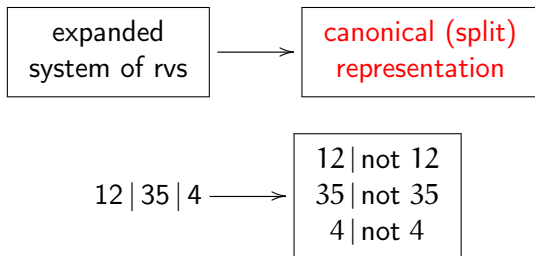 expanded
system of rvs
canonical (split)
representation
12 | 35 | 4
12 | not 12
35 | not 35
4 | not 4